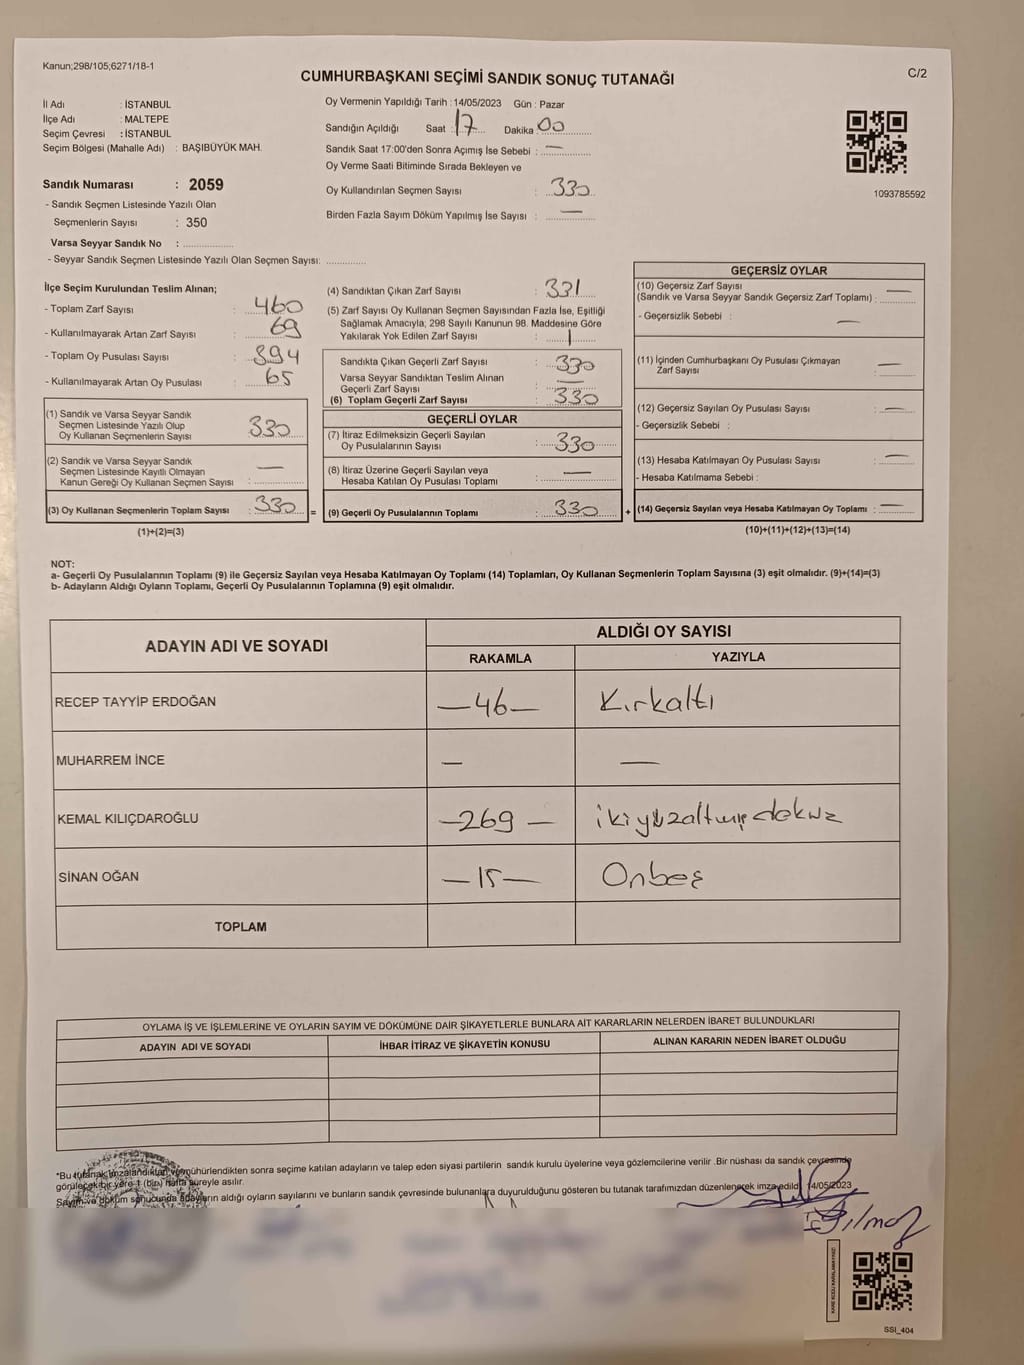 Kanun;298/105;6271/18-1
C/2
CUMHURBAŞKANI SEÇİMİ SANDIK SONUÇ TUTANAĞI
İl Adı : İSTANBUL
İlçe Adı : MALTEPE
Seçim Çevresi : İSTANBUL
Seçim Bölgesi (Mahalle Adı) : BAŞIBÜYÜK MAH.
Sandık Numarası : 2059
- Sandık Seçmen Listesinde Yazılı Olan
Seçmenlerin Sayısı : 350
Varsa Seyyar Sandık No :
- Seyyar Sandık Seçmen Listesinde Yazılı Olan Seçmen Sayısı:
Oy Vermenin Yapıldığı Tarih : 14/05/2023 Gün : Pazar
Sandığın Açıldığı Saat : 17 Dakika 00
Sandık Saat 17:00'den Sonra Açımış İse Sebebi : —
Oy Verme Saati Bitiminde Sırada Bekleyen ve
Oy Kullandırılan Seçmen Sayısı : 330
Birden Fazla Sayım Döküm Yapılmış İse Sayısı : —
1093785592
İlçe Seçim Kurulundan Teslim Alınan;
- Toplam Zarf Sayısı : 460
- Kullanılmayarak Artan Zarf Sayısı : 69
- Toplam Oy Pusulası Sayısı : 394
- Kullanılmayarak Artan Oy Pusulası : 65
(1) Sandık ve Varsa Seyyar Sandık
Seçmen Listesinde Yazılı Olup
Oy Kullanan Seçmenlerin Sayısı : 330
(2) Sandık ve Varsa Seyyar Sandık
Seçmen Listesinde Kayıtlı Olmayan
Kanun Gereği Oy Kullanan Seçmen Sayısı : —
(3) Oy Kullanan Seçmenlerin Toplam Sayısı : 330 =
(1)+(2)=(3)
(4) Sandıktan Çıkan Zarf Sayısı : 331
(5) Zarf Sayısı Oy Kullanan Seçmen Sayısından Fazla İse, Eşitliği
Sağlamak Amacıyla; 298 Sayılı Kanunun 98. Maddesine Göre
Yakılarak Yok Edilen Zarf Sayısı : 1
Sandıkta Çıkan Geçerli Zarf Sayısı : 330
Varsa Seyyar Sandıktan Teslim Alınan
Geçerli Zarf Sayısı : —
(6) Toplam Geçerli Zarf Sayısı : 330
GEÇERLİ OYLAR
(7) İtiraz Edilmeksizin Geçerli Sayılan
Oy Pusulalarının Sayısı : 330
(8) İtiraz Üzerine Geçerli Sayılan veya
Hesaba Katılan Oy Pusulası Toplamı : —
(9) Geçerli Oy Pusulalarının Toplamı : 330 +
GEÇERSİZ OYLAR
(10) Geçersiz Zarf Sayısı
(Sandık ve Varsa Seyyar Sandık Geçersiz Zarf Toplamı) : —
- Geçersizlik Sebebi : —
(11) İçinden Cumhurbaşkanı Oy Pusulası Çıkmayan
Zarf Sayısı : —
(12) Geçersiz Sayılan Oy Pusulası Sayısı : —
- Geçersizlik Sebebi :
(13) Hesaba Katılmayan Oy Pusulası Sayısı : —
- Hesaba Katılmama Sebebi :
(14) Geçersiz Sayılan veya Hesaba Katılmayan Oy Toplamı : —
(10)+(11)+(12)+(13)=(14)
NOT:
a- Geçerli Oy Pusulalarının Toplamı (9) ile Geçersiz Sayılan veya Hesaba Katılmayan Oy Toplamı (14) Toplamları, Oy Kullanan Seçmenlerin Toplam Sayısına (3) eşit olmalıdır. (9)+(14)=(3)
b- Adayların Aldığı Oyların Toplamı, Geçerli Oy Pusulalarının Toplamına (9) eşit olmalıdır.
ADAYIN ADI VE SOYADI
ALDIĞI OY SAYISI
RAKAMLA YAZIYLA
RECEP TAYYİP ERDOĞAN —46— Kırkaltı
MUHARREM İNCE — —
KEMAL KILIÇDAROĞLU —269— ikiyüzaltmışdokuz
SİNAN OĞAN —15— Onbeş
TOPLAM
OYLAMA İŞ VE İŞLEMLERİNE VE OYLARIN SAYIM VE DÖKÜMÜNE DAİR ŞİKAYETLERLE BUNLARA AİT KARARLARIN NELERDEN İBARET BULUNDUKLARI
ADAYIN ADI VE SOYADI İHBAR İTİRAZ VE ŞİKAYETİN KONUSU ALINAN KARARIN NEDEN İBARET OLDUĞU
*Bu tutanak imzalandıktan ve mühürlendikten sonra seçime katılan adayların ve talep eden siyasi partilerin sandık kurulu üyelerine veya gözlemcilerine verilir. Bir nüshası da sandık çevresinde
görülecek bir yere 1 (bir) hafta süreyle asılır.
Sayım ve döküm sonucunda adayların aldığı oyların sayılarını ve bunların sandık çevresinde bulunanlara duyurulduğunu gösteren bu tutanak tarafımızdan düzenlenerek imza edildi. 14/05/2023
SSI_404